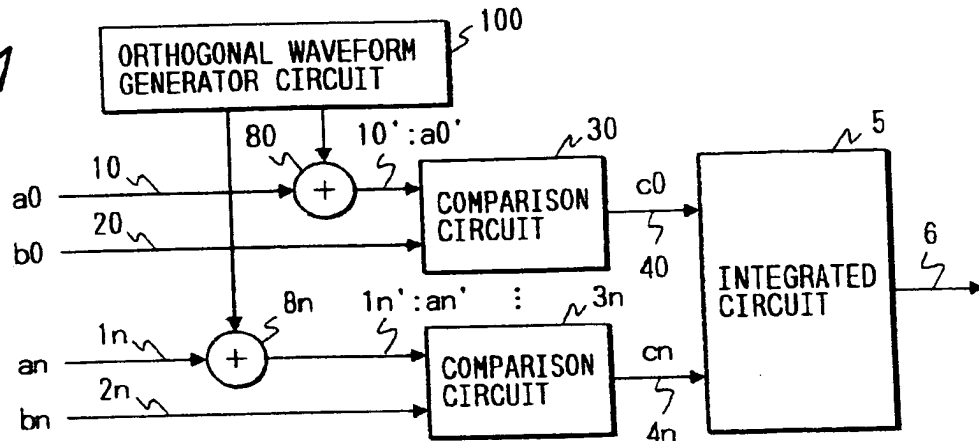 100
ORTHOGONAL WAVEFORM
GENERATOR CIRCUIT
80
10':a0'
30
5
10
a0
+
COMPARISON
CIRCUIT
c0
20
b0
40
6
INTEGRATED
CIRCUIT
8n
1n':an'
⋮
3n
1n
an
+
COMPARISON
CIRCUIT
cn
2n
bn
4n